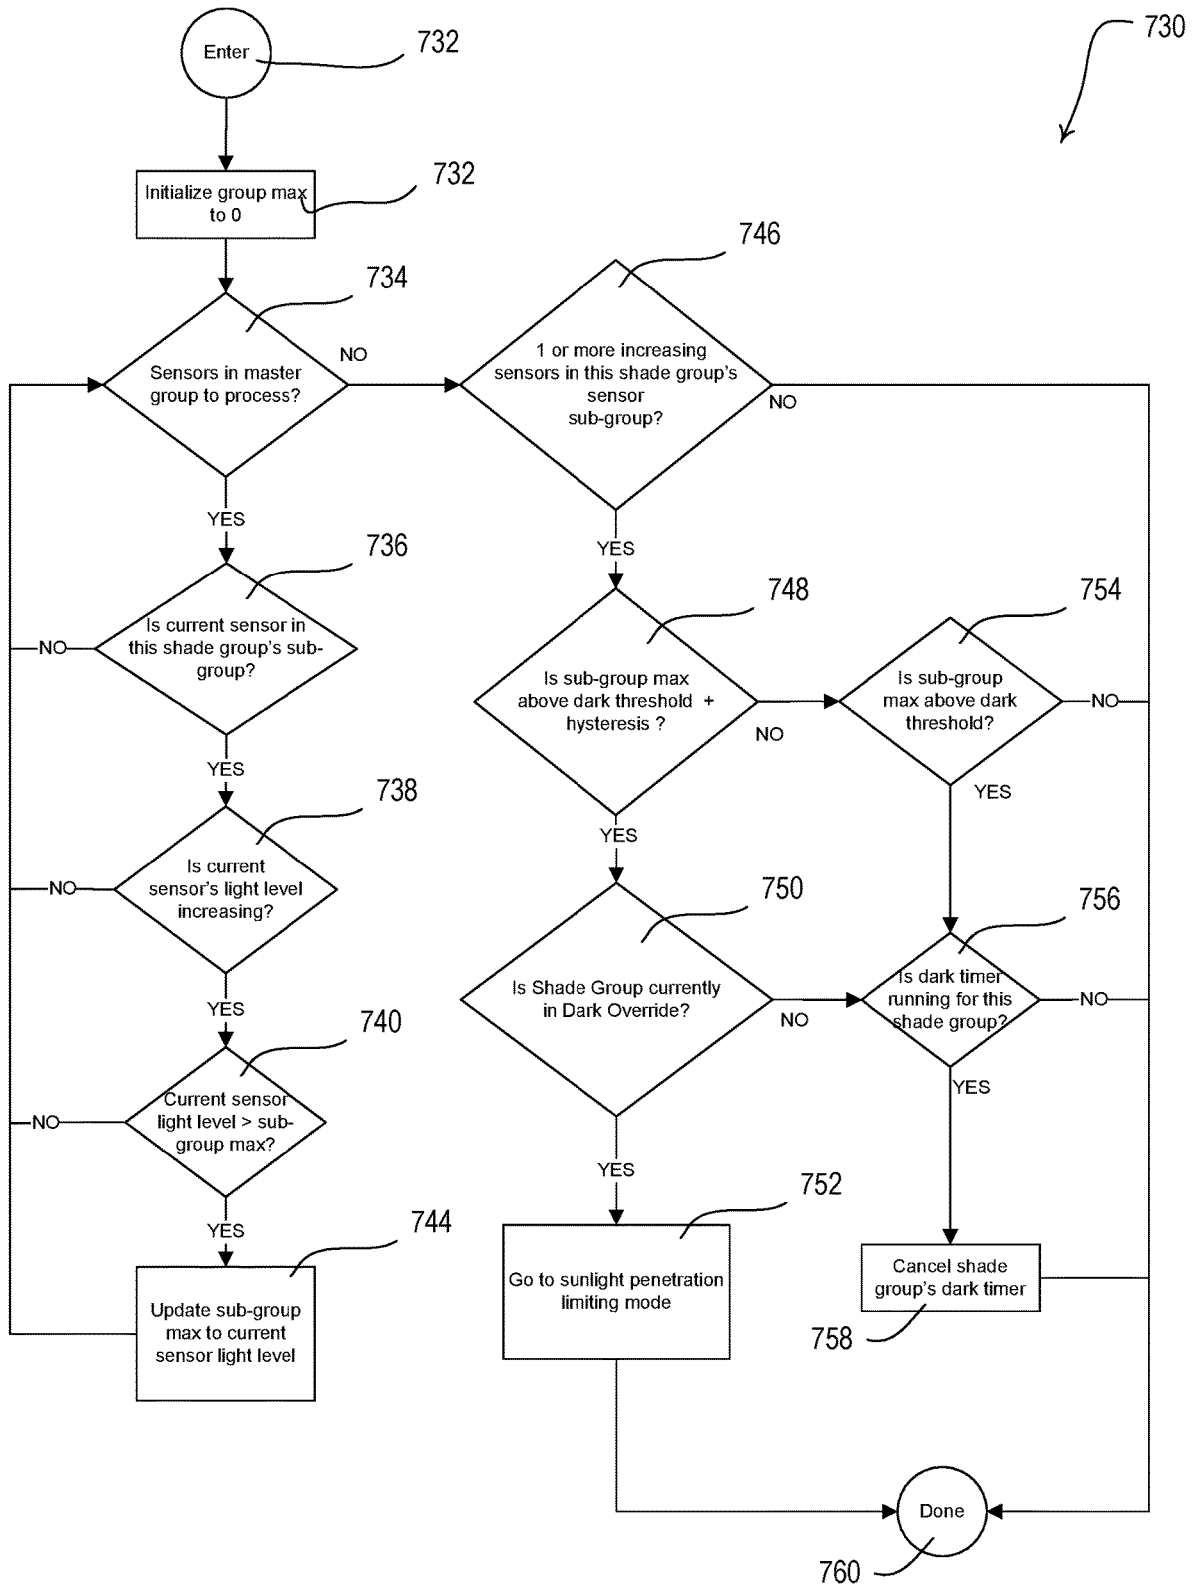 730
Enter
732
Initialize group max
to 0
732
734
Sensors in master
group to process?
NO
YES
736
Is current sensor in
this shade group's sub-
group?
NO
YES
738
Is current
sensor's light level
increasing?
NO
YES
740
Current sensor
light level > sub-
group max?
NO
YES
744
Update sub-group
max to current
sensor light level
746
1 or more increasing
sensors in this shade group's
sensor
sub-group?
NO
YES
748
Is sub-group max
above dark threshold +
hysteresis ?
NO
YES
750
Is Shade Group currently
in Dark Override?
NO
YES
752
Go to sunlight penetration
limiting mode
754
Is sub-group
max above dark
threshold?
NO
YES
756
Is dark timer
running for this
shade group?
NO
YES
Cancel shade
group's dark timer
758
Done
760